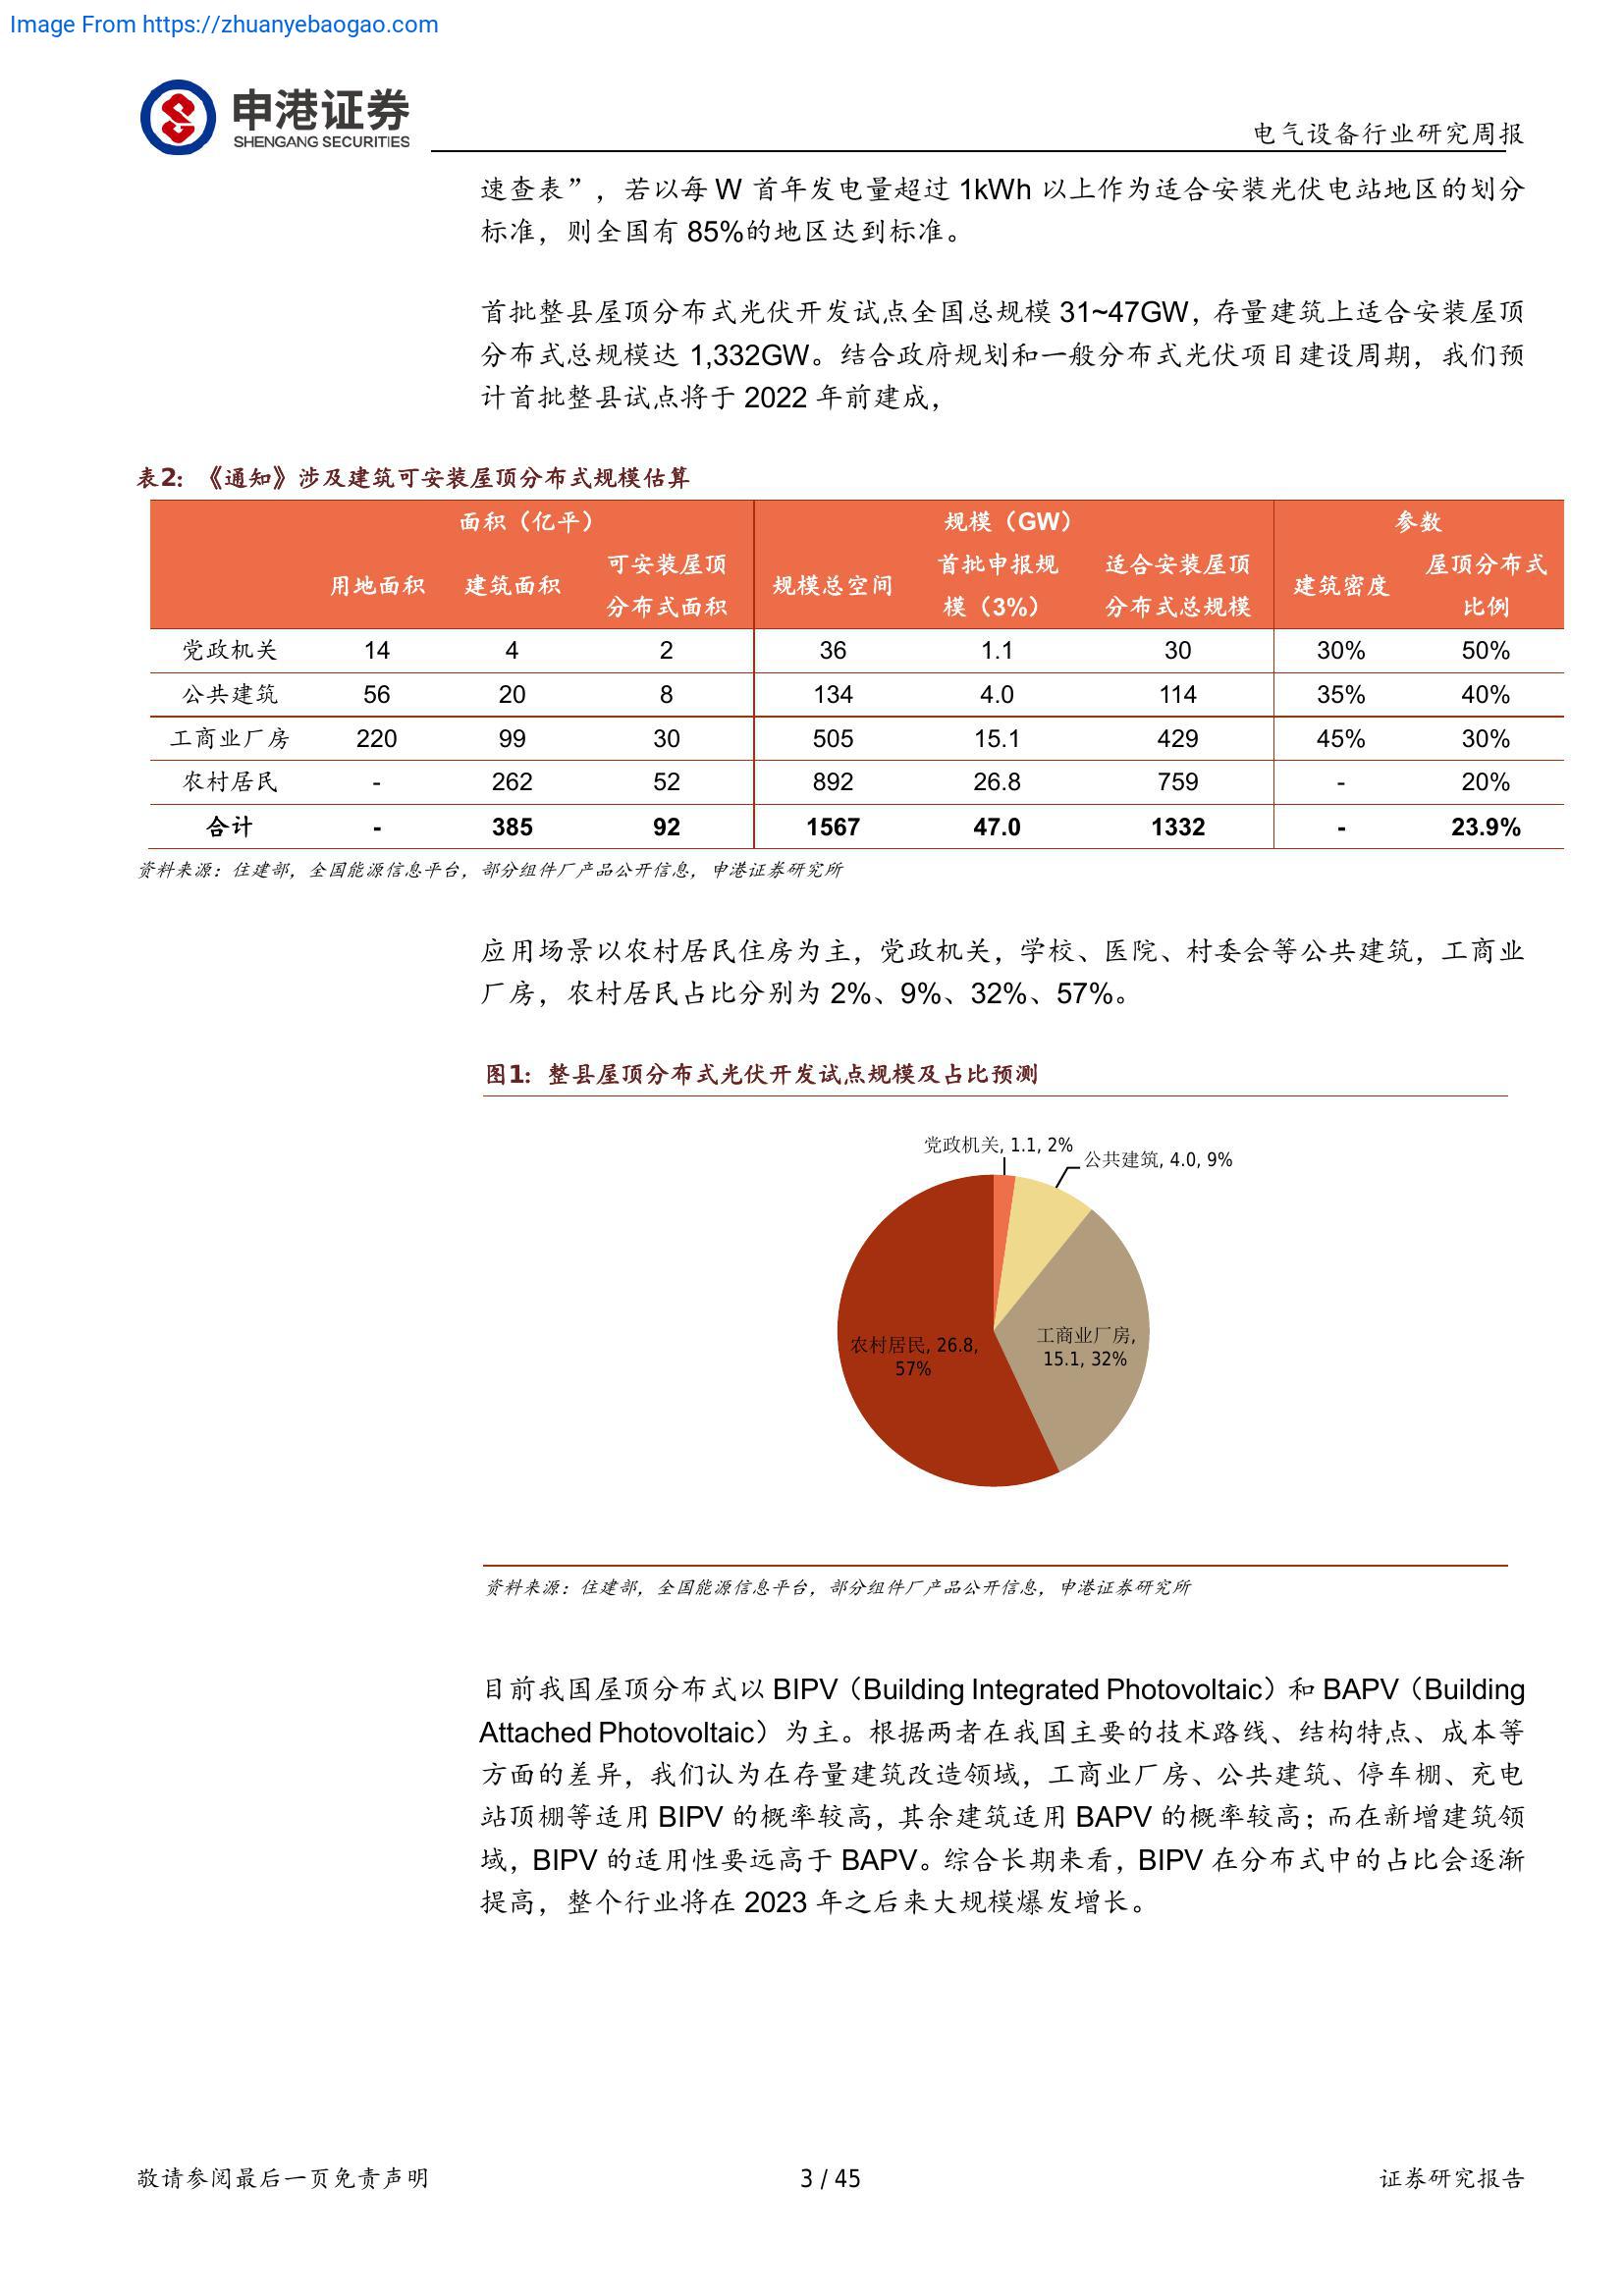 Image From https://zhuanyebaogao.com
申港证券
SHENGANG SECURITIES
电气设备行业研究周报
速查表”，若以每 W 首年发电量超过 1kWh 以上作为适合安装光伏电站地区的划分
标准，则全国有 85%的地区达到标准。
首批整县屋顶分布式光伏开发试点全国总规模 31~47GW，存量建筑上适合安装屋顶
分布式总规模达 1,332GW。结合政府规划和一般分布式光伏项目建设周期，我们预
计首批整县试点将于 2022 年前建成，
表2：《通知》涉及建筑可安装屋顶分布式规模估算
面积（亿平） 规模（GW） 参数
用地面积 建筑面积 可安装屋顶分布式面积 规模总空间 首批申报规模（3%） 适合安装屋顶分布式总规模 建筑密度 屋顶分布式比例
党政机关 14 4 2 36 1.1 30 30% 50%
公共建筑 56 20 8 134 4.0 114 35% 40%
工商业厂房 220 99 30 505 15.1 429 45% 30%
农村居民 - 262 52 892 26.8 759 - 20%
合计 - 385 92 1567 47.0 1332 - 23.9%
资料来源：住建部，全国能源信息平台，部分组件厂产品公开信息，申港证券研究所
应用场景以农村居民住房为主，党政机关，学校、医院、村委会等公共建筑，工商业
厂房，农村居民占比分别为 2%、9%、32%、57%。
图1：整县屋顶分布式光伏开发试点规模及占比预测
党政机关, 1.1, 2%
公共建筑, 4.0, 9%
工商业厂房,
15.1, 32%
农村居民, 26.8,
57%
资料来源：住建部，全国能源信息平台，部分组件厂产品公开信息，申港证券研究所
目前我国屋顶分布式以 BIPV（Building Integrated Photovoltaic）和 BAPV（Building
Attached Photovoltaic）为主。根据两者在我国主要的技术路线、结构特点、成本等
方面的差异，我们认为在存量建筑改造领域，工商业厂房、公共建筑、停车棚、充电
站顶棚等适用 BIPV 的概率较高，其余建筑适用 BAPV 的概率较高；而在新增建筑领
域，BIPV 的适用性要远高于 BAPV。综合长期来看，BIPV 在分布式中的占比会逐渐
提高，整个行业将在 2023 年之后来大规模爆发增长。
敬请参阅最后一页免责声明
3 / 45
证券研究报告